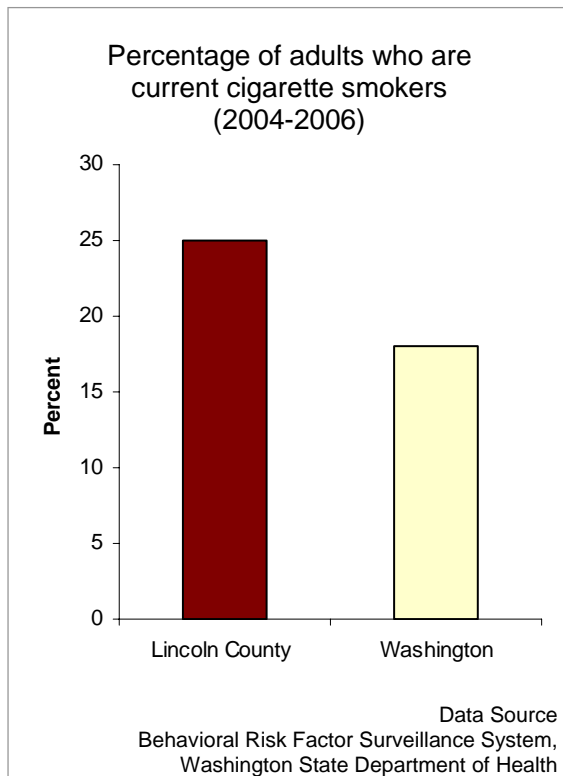 Percentage of adults who are
current cigarette smokers
(2004-2006)
30
25
20
15
10
5
0
Percent
Lincoln County
Washington
Data Source
Behavioral Risk Factor Surveillance System,
Washington State Department of Health